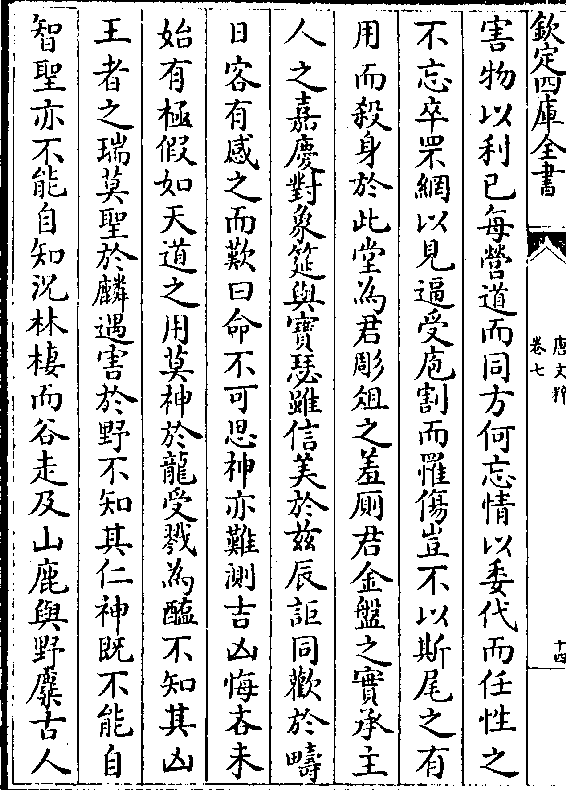 欽定四庫全書
唐文粹
卷七
十四
害物以利已每營道而同方何忘情以委代而任性之
不忘卒罘網以見逼受庖割而罹傷豈不以斯尾之有
用而殺身於此堂為君彫俎之羞厠君金盤之實承主
人之嘉慶對象筵與寶瑟雖信美於兹辰詎同歡於疇
日客有感之而歎曰命不可思神亦難測吉凶悔吝未
始有極假如天道之用莫神於龍受戮為醢不知其凶
王者之瑞莫聖於麟遇害於野不知其仁神既不能自
智聖亦不能自知況林棲而谷走及山鹿與野麋古人